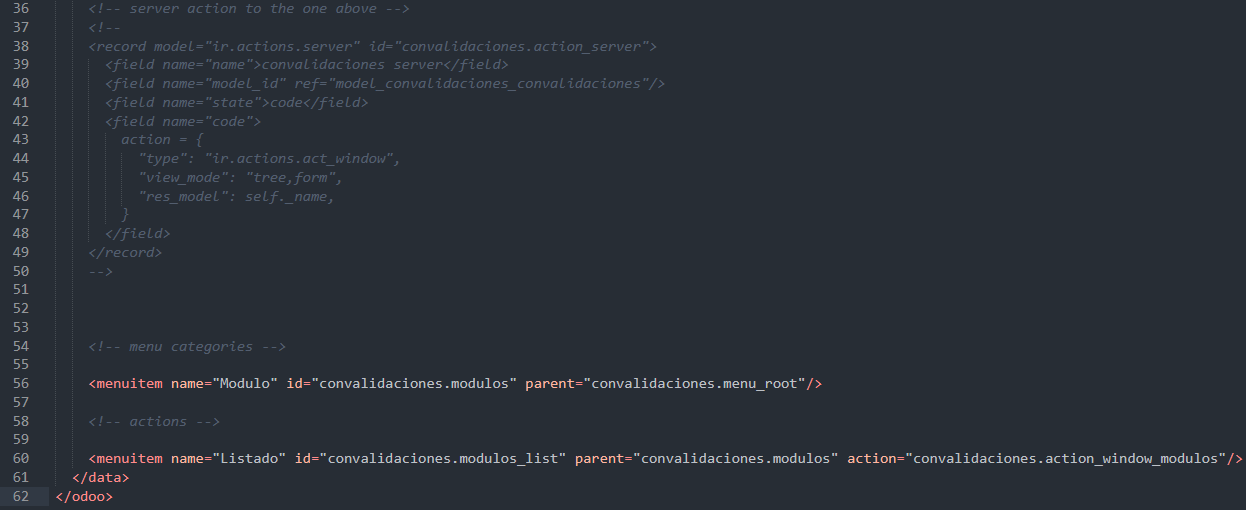 36 <!-- server action to the one above -->
37 <!--
38 <record model="ir.actions.server" id="convalidaciones.action_server">
39 <field name="name">convalidaciones server</field>
40 <field name="model_id" ref="model_convalidaciones_convalidaciones"/>
41 <field name="state">code</field>
42 <field name="code">
43 action = {
44 "type": "ir.actions.act_window",
45 "view_mode": "tree,form",
46 "res_model": self._name,
47 }
48 </field>
49 </record>
50 -->
51
52
53
54 <!-- menu categories -->
55
56 <menuitem name="Modulo" id="convalidaciones.modulos" parent="convalidaciones.menu_root"/>
57
58 <!-- actions -->
59
60 <menuitem name="Listado" id="convalidaciones.modulos_list" parent="convalidaciones.modulos" action="convalidaciones.action_window_modulos"/>
61 </data>
62 </odoo>